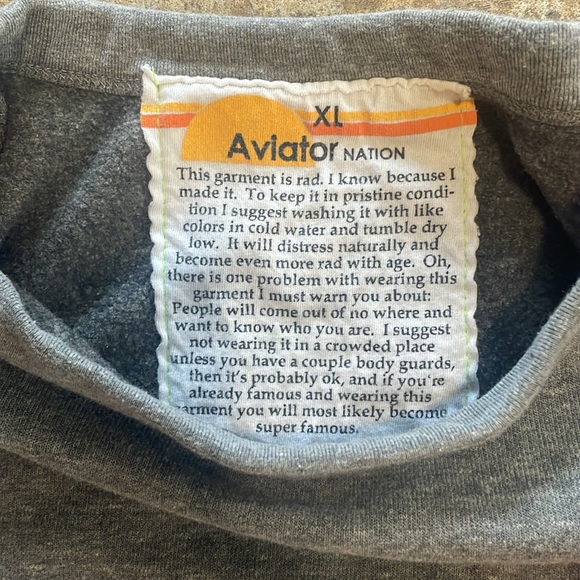 XL
Aviator NATION
This garment is rad. I know because I
made it. To keep it in pristine condi-
tion I suggest washing it with like
colors in cold water and tumble dry
low. It will distress naturally and
become even more rad with age. Oh,
there is one problem with wearing this
garment I must warn you about:
People will come out of no where and
want to know who you are. I suggest
not wearing it in a crowded place
unless you have a couple body guards,
then it's probably ok, and if you're
already famous and wearing this
garment you will most likely become
super famous.